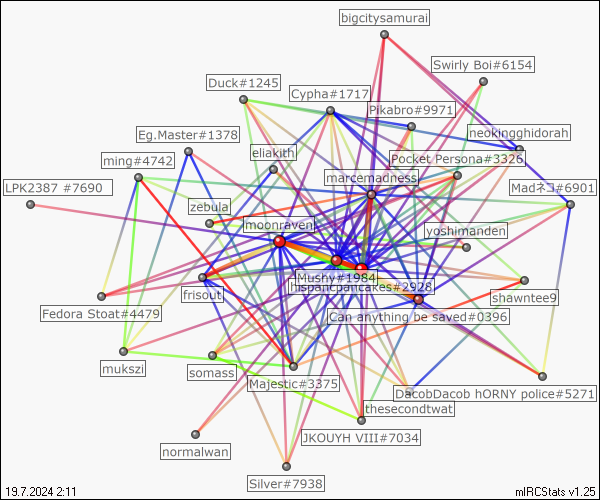 bigcitysamurai
Swirly Boi#6154
Duck#1245
Cypha#1717
Pikabro#9971
Eg.Master#1378
neokingghidorah
eliakith
ming#4742
Pocket Persona#3326
marcemadness
LPK2387 #7690
Madネコ#6901
zebula
moonraven
yoshimanden
Mushy#1984
hispanicpancakes#2928
frisout
shawntee9
Fedora Stoat#4479
Can anything be saved#0396
mukszi
somass
Majestic#3375
DacobDacob hORNY police#5271
thesecondtwat
JKOUYH VIII#7034
normalwan
Silver#7938
19.7.2024 2:11
mIRCStats v1.25